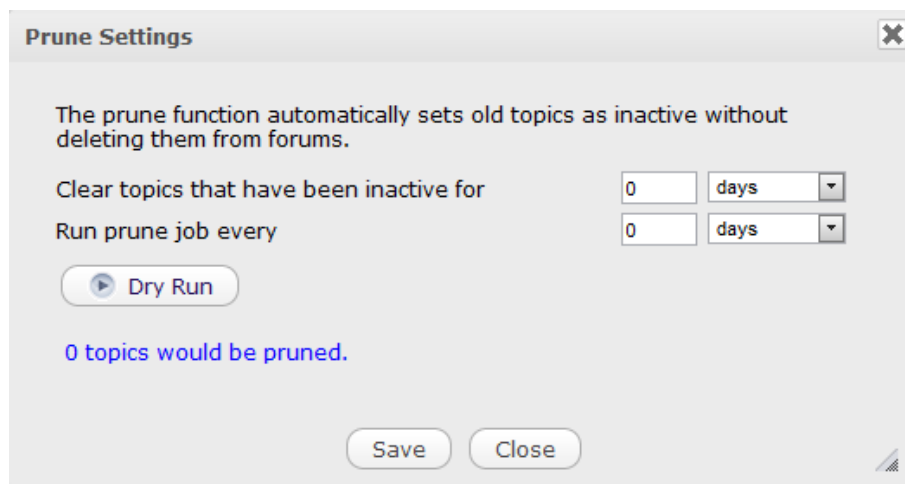 Prune Settings
The prune function automatically sets old topics as inactive without
deleting them from forums.
Clear topics that have been inactive for 0 days
Run prune job every 0 days
Dry Run
0 topics would be pruned.
Save Close